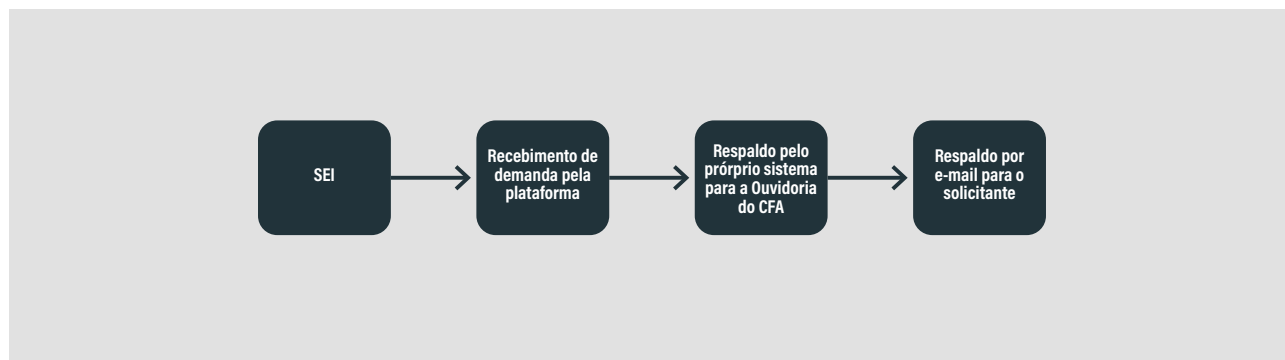 SEI
Recebimento de
demanda pela
plataforma
Respaldo pelo
prórprio sistema
para a Ouvidoria
do CFA
Respaldo por
e-mail para o
solicitante